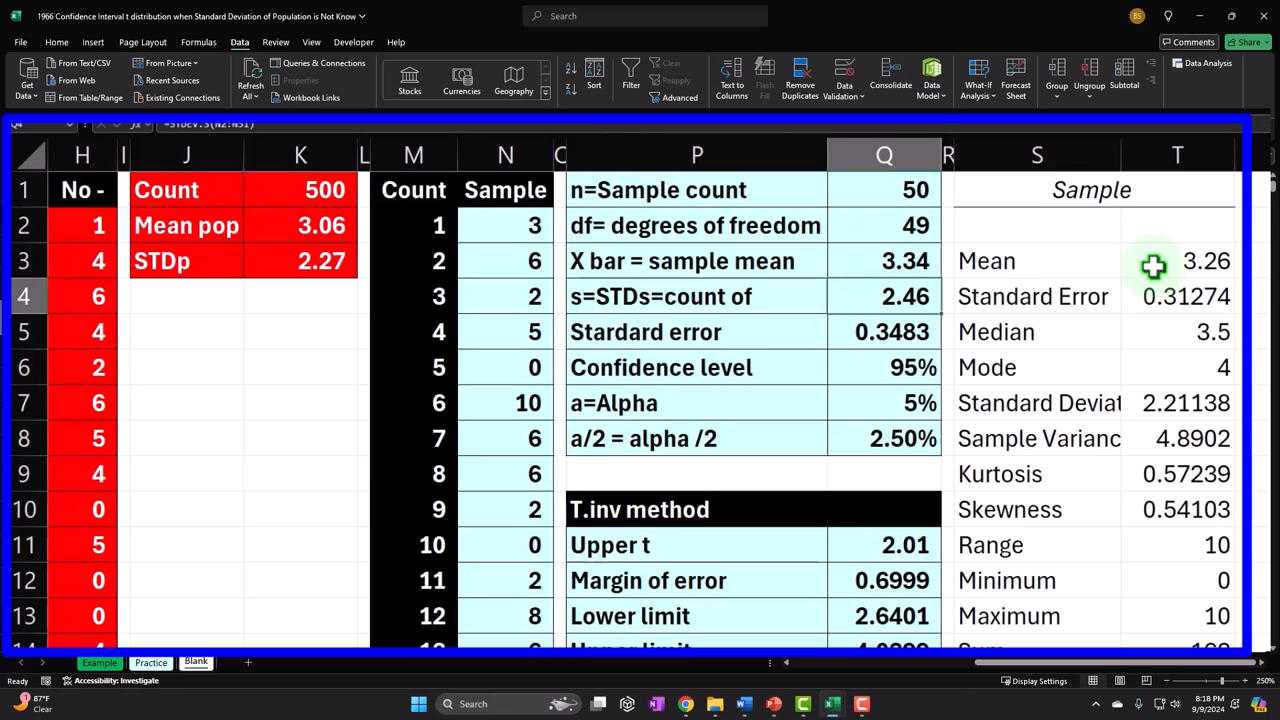 1966 Confidence Interval t distribution when Standard Deviation of Population is Not Know
Search
BS
File Home Insert Page Layout Formulas Data Review View Developer Help
Comments Share
Get Data
From Text/CSV
From Web
From Table/Range
From Picture
Recent Sources
Existing Connections
Refresh All
Queries & Connections
Properties
Workbook Links
Stocks
Currencies
Geography
Sort
Filter
Clear
Reapply
Advanced
Text to Columns
Flash Fill
Remove Duplicates
Data Validation
Consolidate
Data Model
What-If Analysis
Forecast Sheet
Group
Ungroup
Subtotal
Data Analysis
H I J K L M N P Q R S T
1 No - Count 500 Count Sample n=Sample count 50 Sample
2 1 Mean pop 3.06 1 3 df= degrees of freedom 49
3 4 STDp 2.27 2 6 X bar = sample mean 3.34 Mean 3.26
4 6 3 2 s=STDs=count of 2.46 Standard Error 0.31274
5 4 4 5 Stardard error 0.3483 Median 3.5
6 2 5 0 Confidence level 95% Mode 4
7 6 6 10 a=Alpha 5% Standard Deviat 2.21138
8 5 7 6 a/2 = alpha /2 2.50% Sample Varianc 4.8902
9 4 8 6 Kurtosis 0.57239
10 0 9 2 T.inv method Skewness 0.54103
11 5 10 0 Upper t 2.01 Range 10
12 0 11 2 Margin of error 0.6999 Minimum 0
13 0 12 8 Lower limit 2.6401 Maximum 10
Example Practice Blank
Ready Accessibility: Investigate Display Settings 250%
87°F
Clear
Search
8:18 PM
9/9/2024